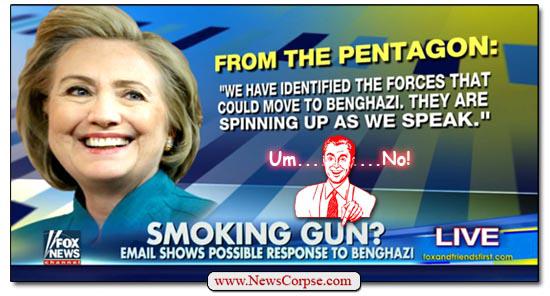 FROM THE PENTAGON:
"WE HAVE IDENTIFIED THE FORCES THAT
COULD MOVE TO BENGHAZI. THEY ARE
SPINNING UP AS WE SPEAK."
Um.... ....No!
SMOKING GUN?
EMAIL SHOWS POSSIBLE RESPONSE TO BENGHAZI
FOX
NEWS
channel
LIVE
foxandfriendsfirst.com
www.NewsCorpse.com